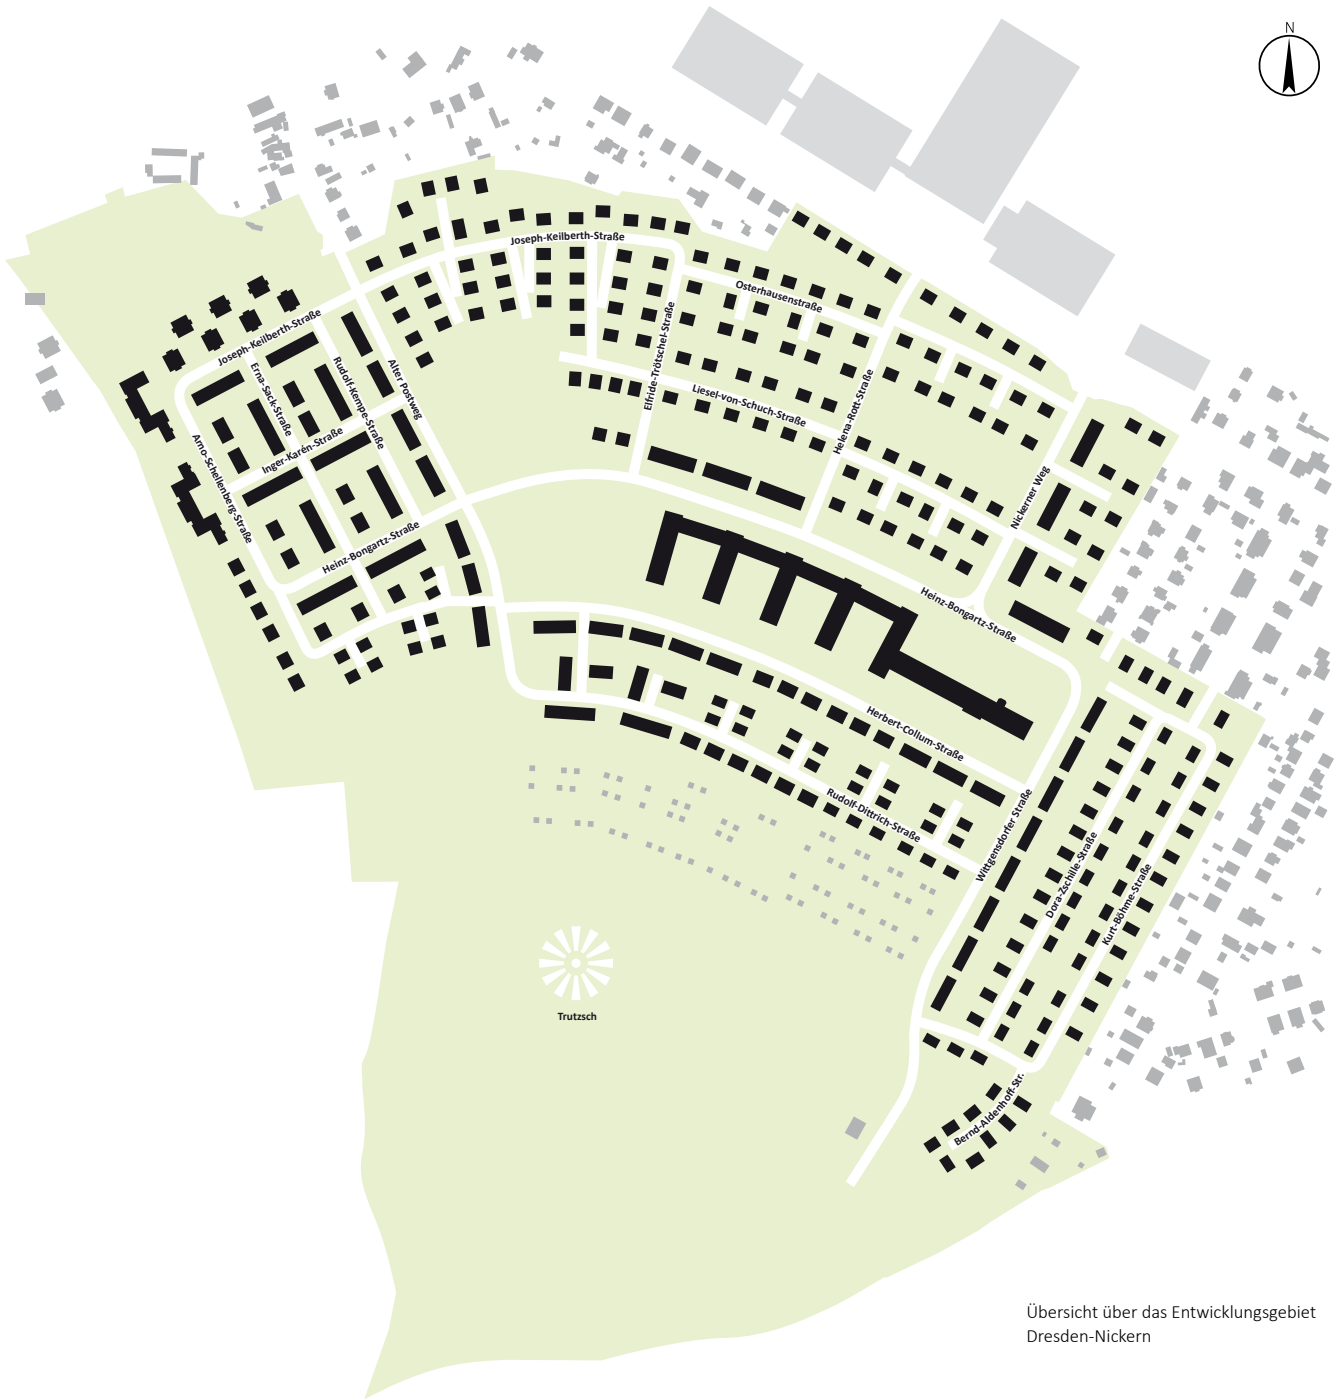 N
Joseph-Keilberth-Straße
Osterhausenstraße
Joseph-Keilberth-Straße
Erna-Sack-Straße
Rudolf-Kempe-Straße
Alter Postweg
Elfride-Trötschel-Straße
Liesel-von-Schuch-Straße
Helena-Rott-Straße
Inger-Karén-Straße
Arno-Schellenberg-Straße
Nickerner Weg
Heinz-Bongartz-Straße
Heinz-Bongartz-Straße
Herbert-Collum-Straße
Rudolf-Dittrich-Straße
Wittgensdorfer Straße
Dora-Zschille-Straße
Kurt-Böhme-Straße
Trutzsch
Bernd-Aldenhoff-Str.
Übersicht über das Entwicklungsgebiet
Dresden-Nickern